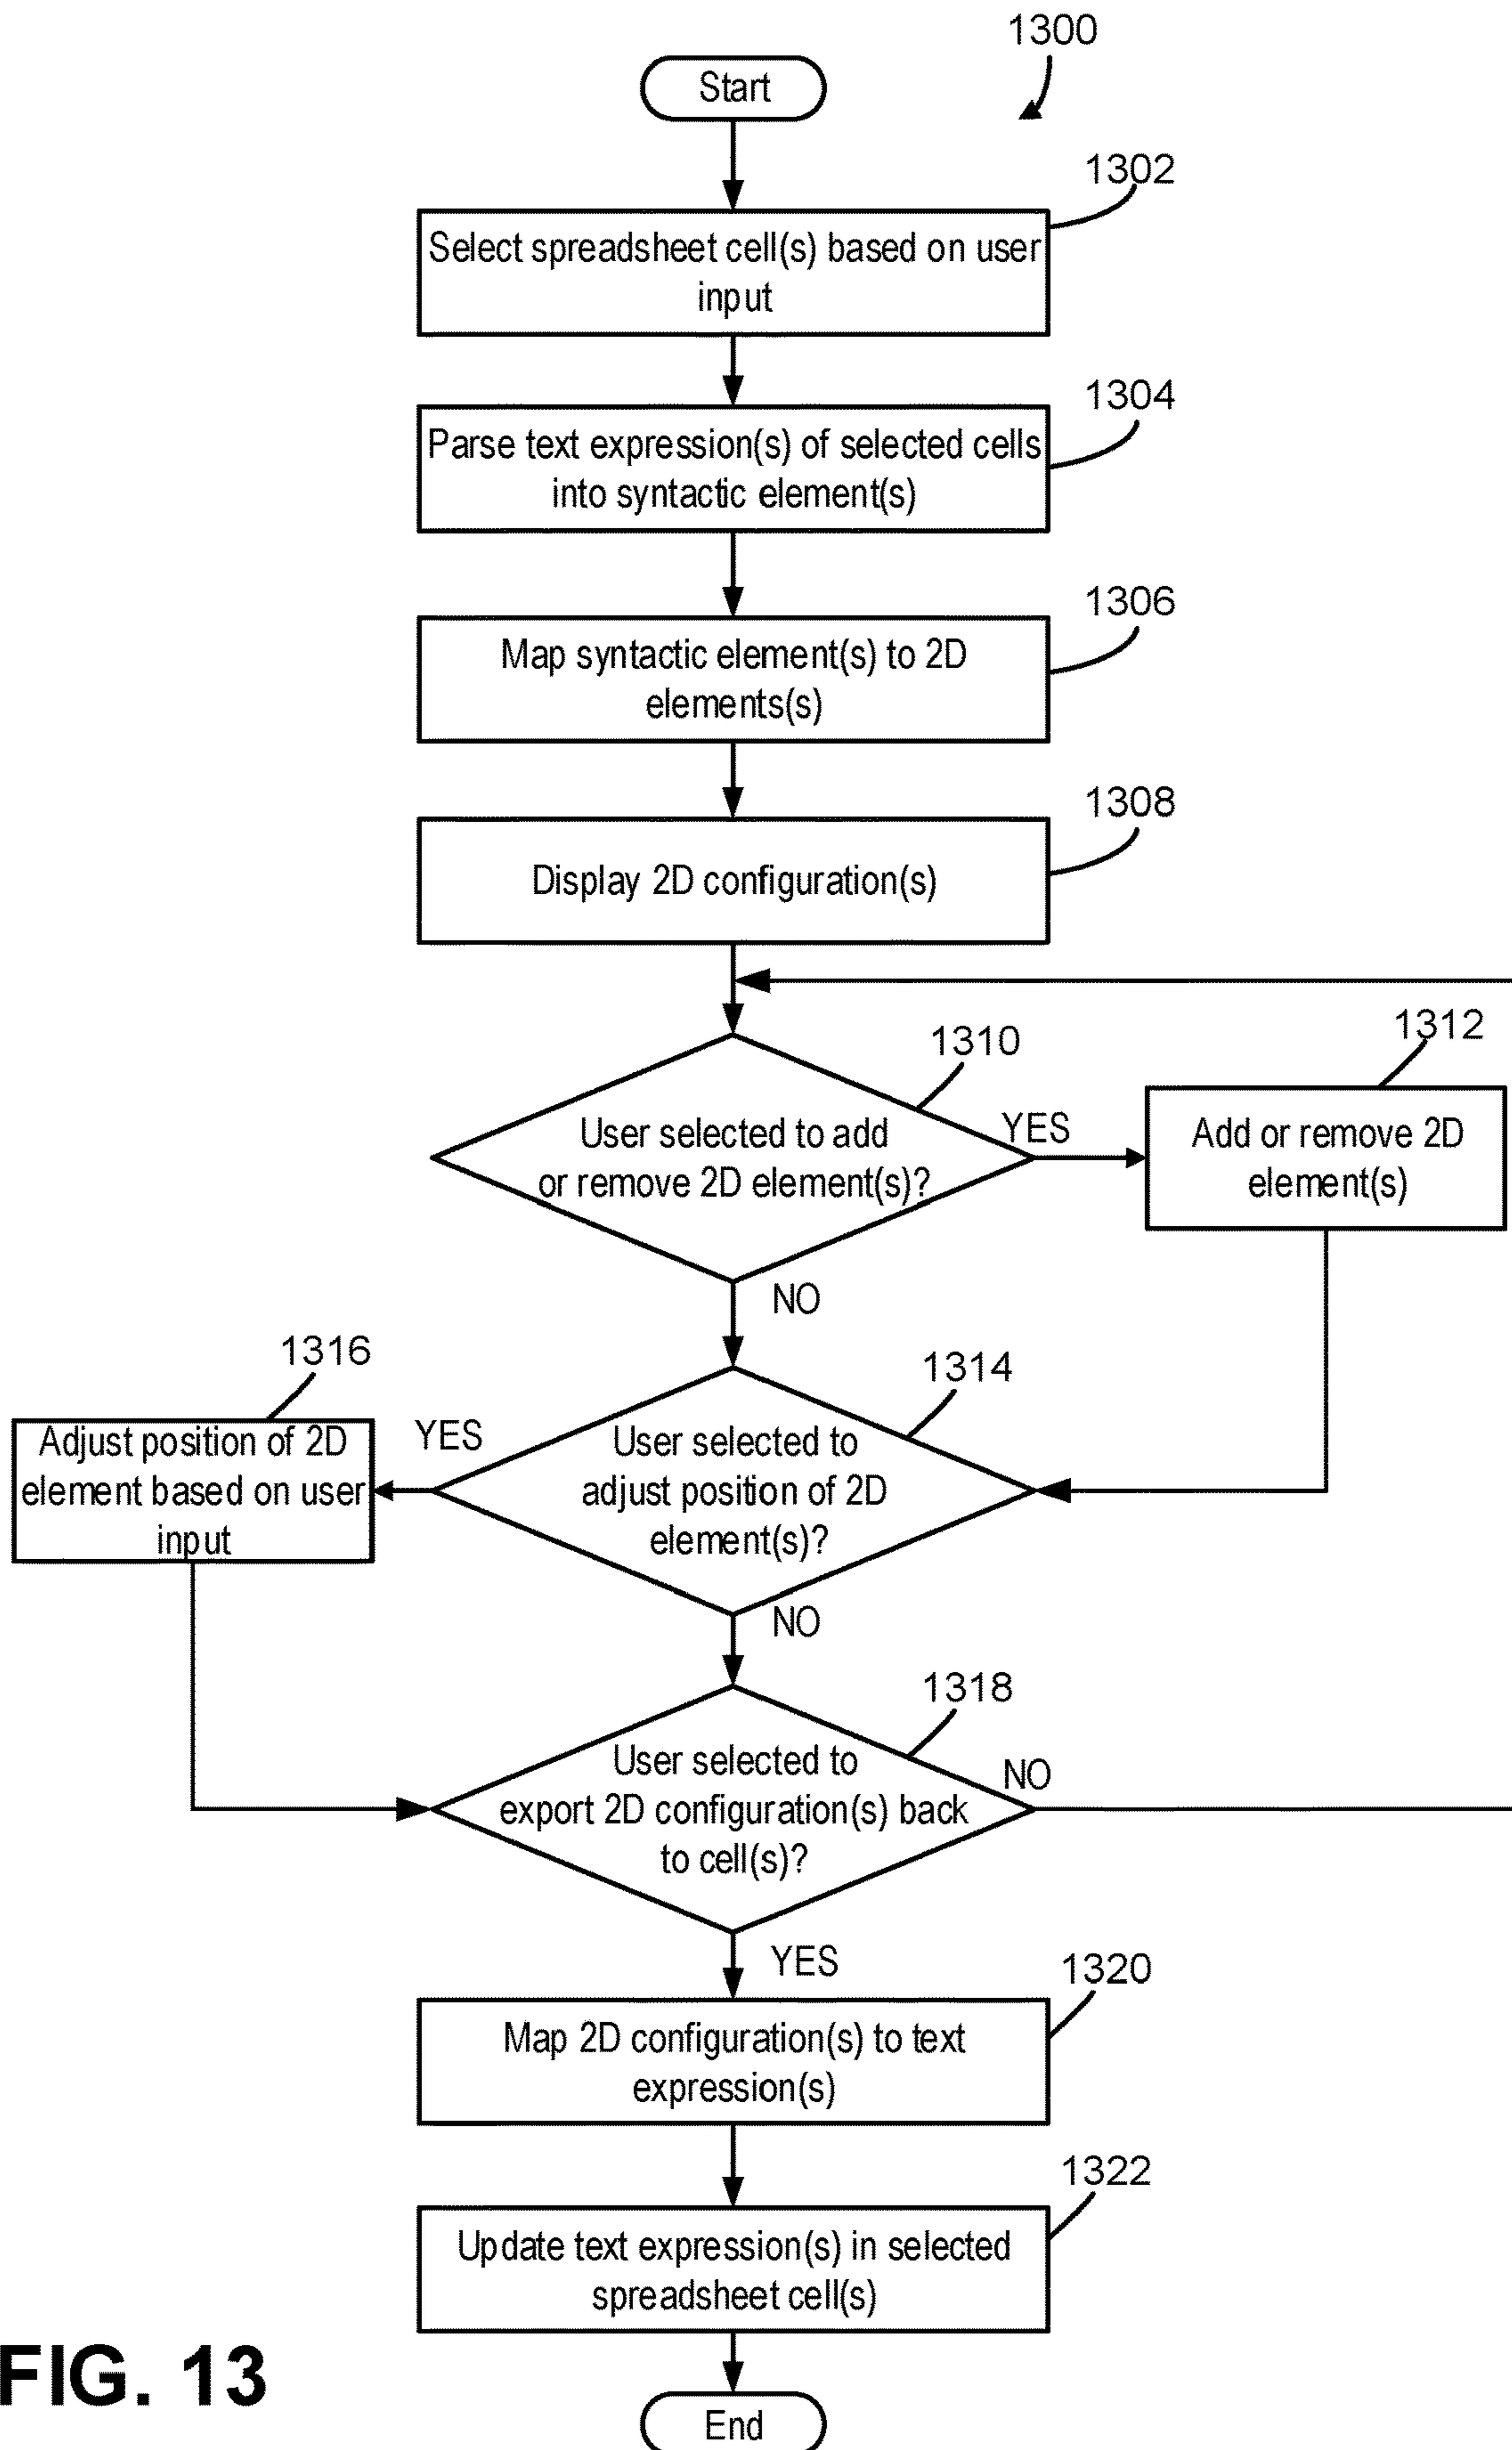 1300
Start
1302
Select spreadsheet cell(s) based on user
input
1304
Parse text expression(s) of selected cells
into syntactic element(s)
1306
Map syntactic element(s) to 2D
elements(s)
1308
Display 2D configuration(s)
1310
1312
User selected to add
or remove 2D element(s)?
YES
Add or remove 2D
element(s)
NO
1316
1314
Adjust position of 2D
element based on user
input
YES
User selected to
adjust position of 2D
element(s)?
NO
1318
User selected to
export 2D configuration(s) back
to cell(s)?
NO
YES
1320
Map 2D configuration(s) to text
expression(s)
1322
Update text expression(s) in selected
spreadsheet cell(s)
FIG. 13
End